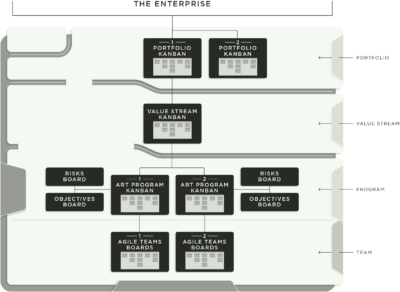 THE ENTERPRISE
1
PORTFOLIO
KANBAN
2
PORTFOLIO
KANBAN
PORTFOLIO
VALUE STREAM
KANBAN
VALUE STREAM
RISKS
BOARD
OBJECTIVES
BOARD
1
ART PROGRAM
KANBAN
2
ART PROGRAM
KANBAN
RISKS
BOARD
OBJECTIVES
BOARD
PROGRAM
1
AGILE TEAMS
BOARDS
2
AGILE TEAMS
BOARDS
TEAM